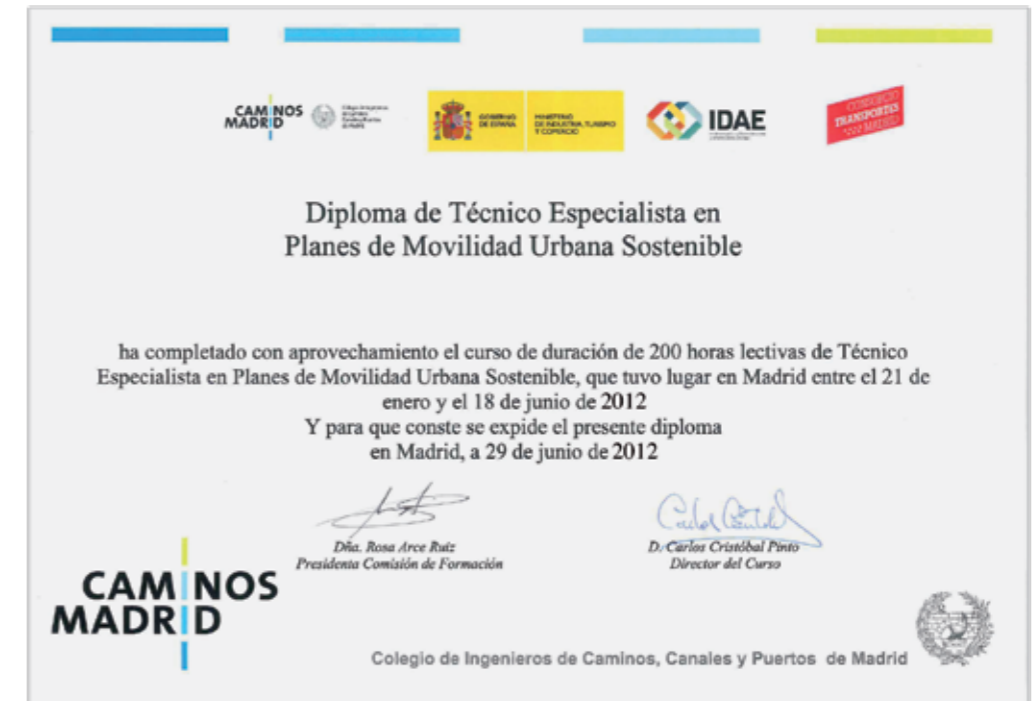 CAMINOS
MADRID
GOBIERNO
DE ESPAÑA
MINISTERIO
DE INDUSTRIA, TURISMO
Y COMERCIO
IDAE
CONSORCIO
TRANSPORTES
MADRID
Diploma de Técnico Especialista en
Planes de Movilidad Urbana Sostenible
ha completado con aprovechamiento el curso de duración de 200 horas lectivas de Técnico
Especialista en Planes de Movilidad Urbana Sostenible, que tuvo lugar en Madrid entre el 21 de
enero y el 18 de junio de 2012
Y para que conste se expide el presente diploma
en Madrid, a 29 de junio de 2012
Dña. Rosa Arce Ruiz
Presidenta Comisión de Formación
D. Carlos Cristóbal Pinto
Director del Curso
CAMINOS
MADRID
Colegio de Ingenieros de Caminos, Canales y Puertos de Madrid